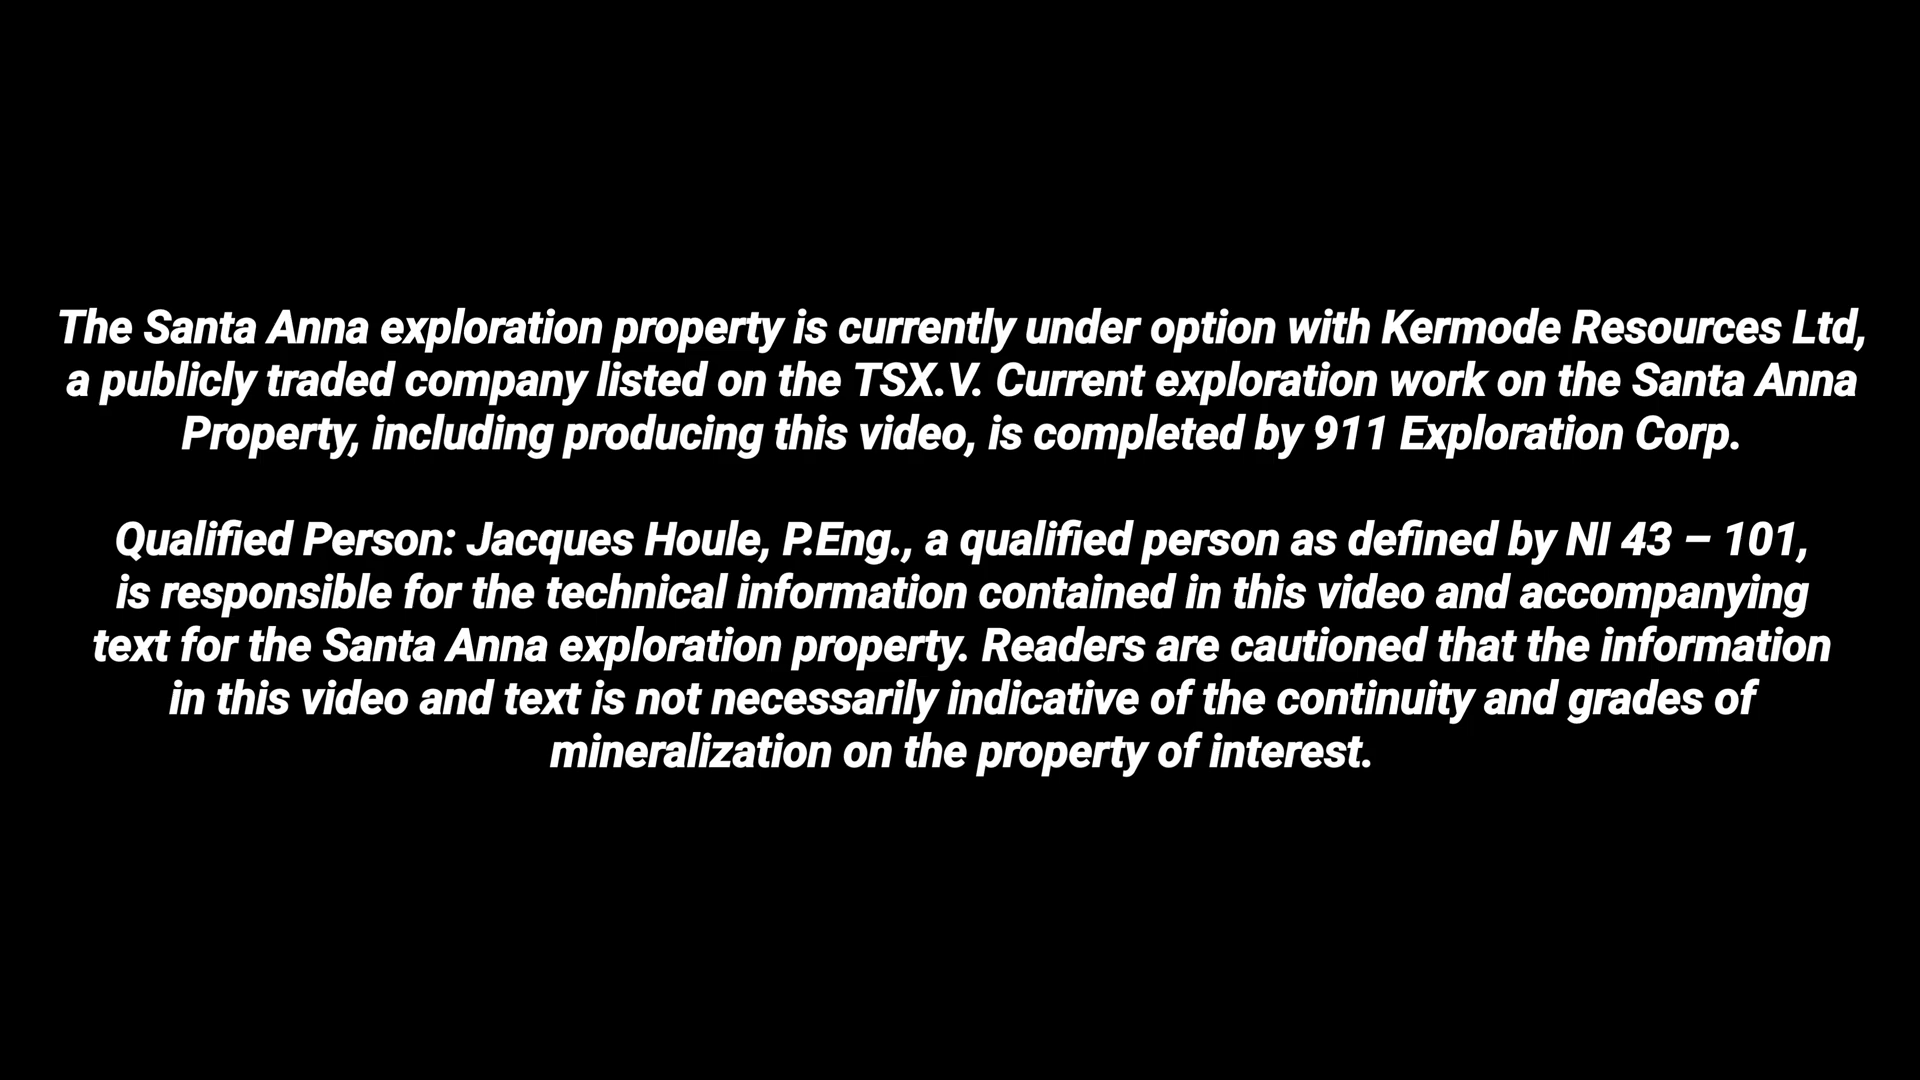 The Santa Anna exploration property is currently under option with Kermode Resources Ltd,
a publicly traded company listed on the TSX.V. Current exploration work on the Santa Anna
Property, including producing this video, is completed by 911 Exploration Corp.
Qualified Person: Jacques Houle, P.Eng., a qualified person as defined by NI 43 – 101,
is responsible for the technical information contained in this video and accompanying
text for the Santa Anna exploration property. Readers are cautioned that the information
in this video and text is not necessarily indicative of the continuity and grades of
mineralization on the property of interest.